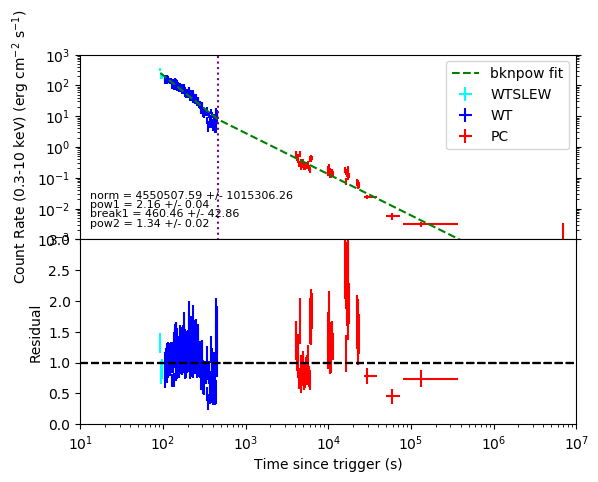 Count Rate (0.3-10 keV) (erg cm⁻² s⁻¹)
10³
10²
10¹
10⁰
10⁻¹
10⁻²
10⁻³
bknpow fit
WTSLEW
WT
PC
norm = 4550507.59 +/- 1015306.26
pow1 = 2.16 +/- 0.04
break1 = 460.46 +/- 42.86
pow2 = 1.34 +/- 0.02
Residual
3.0
2.5
2.0
1.5
1.0
0.5
0.0
10¹ 10² 10³ 10⁴ 10⁵ 10⁶ 10⁷
Time since trigger (s)